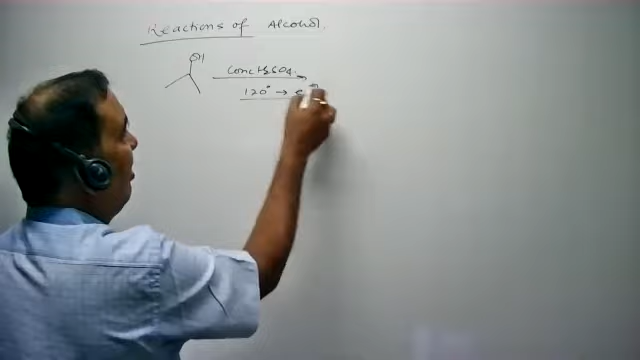 Reactions of Alcohol.
OH
Conc H2SO4
120° → e